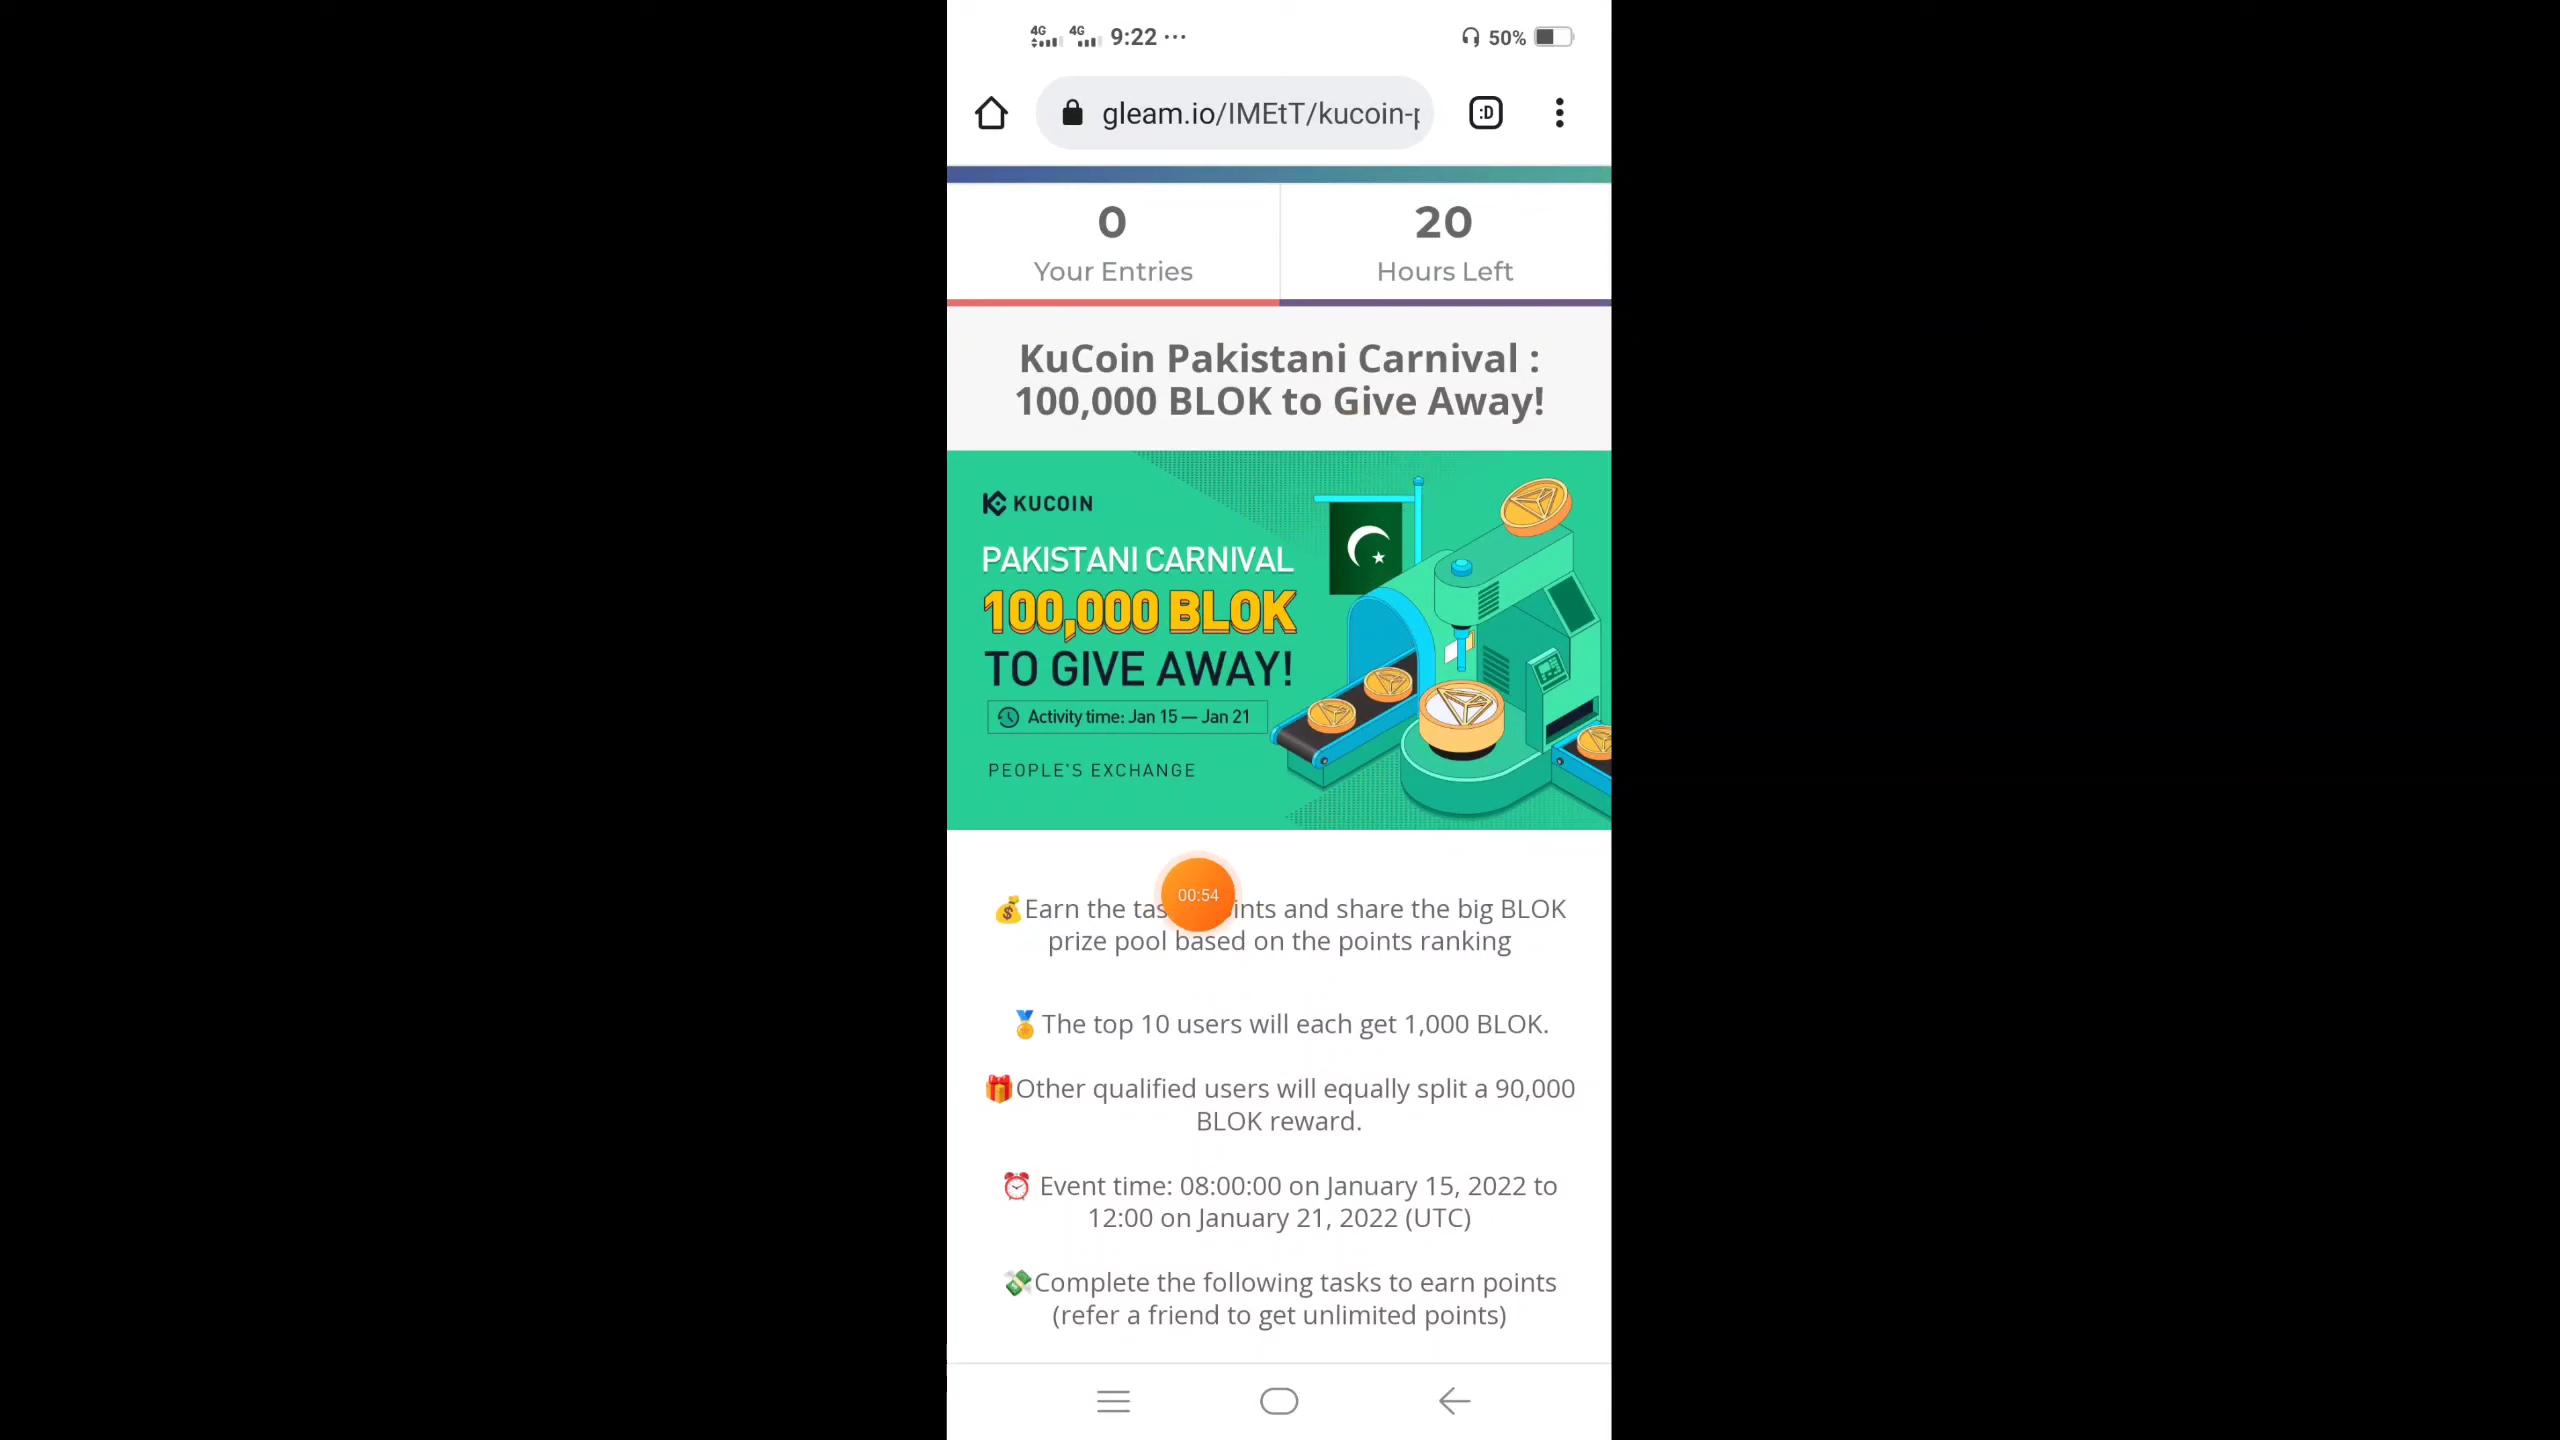 4G 4G 9:22 ... 50%
gleam.io/IMEtT/kucoin-p
:D
0
Your Entries
20
Hours Left
KuCoin Pakistani Carnival :
100,000 BLOK to Give Away!
KUCOIN
PAKISTANI CARNIVAL
100,000 BLOK
TO GIVE AWAY!
Activity time: Jan 15 — Jan 21
PEOPLE'S EXCHANGE
00:54
💰Earn the and share the big BLOK
prize pool based on the points ranking
🏅The top 10 users will each get 1,000 BLOK.
🎁Other qualified users will equally split a 90,000
BLOK reward.
⏰ Event time: 08:00:00 on January 15, 2022 to
12:00 on January 21, 2022 (UTC)
💸Complete the following tasks to earn points
(refer a friend to get unlimited points)